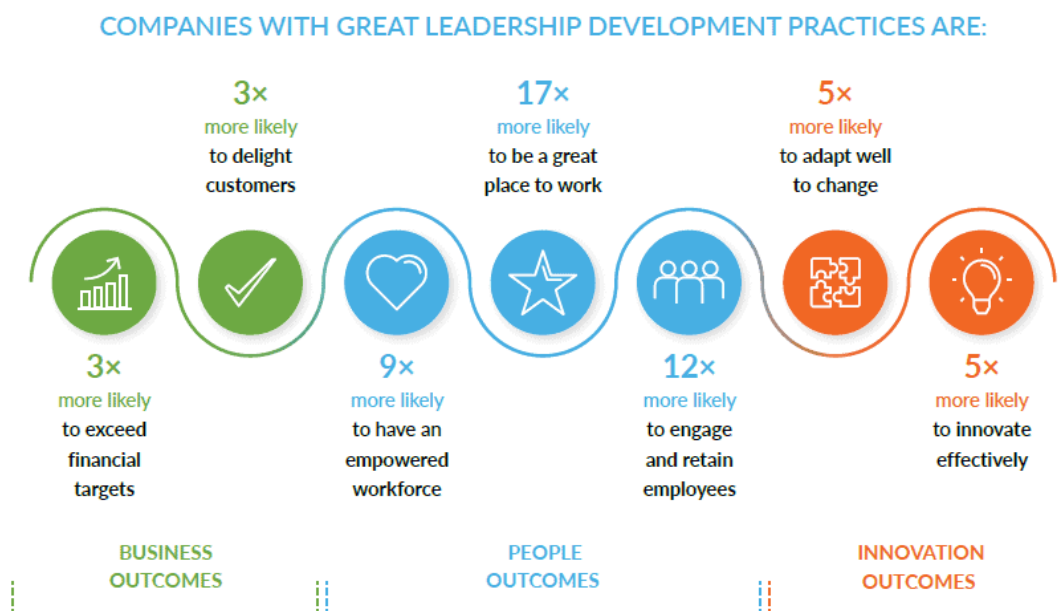 COMPANIES WITH GREAT LEADERSHIP DEVELOPMENT PRACTICES ARE:
3×
more likely
to delight
customers
17×
more likely
to be a great
place to work
5×
more likely
to adapt well
to change
3×
more likely
to exceed
financial
targets
9×
more likely
to have an
empowered
workforce
12×
more likely
to engage
and retain
employees
5×
more likely
to innovate
effectively
BUSINESS
OUTCOMES
PEOPLE
OUTCOMES
INNOVATION
OUTCOMES